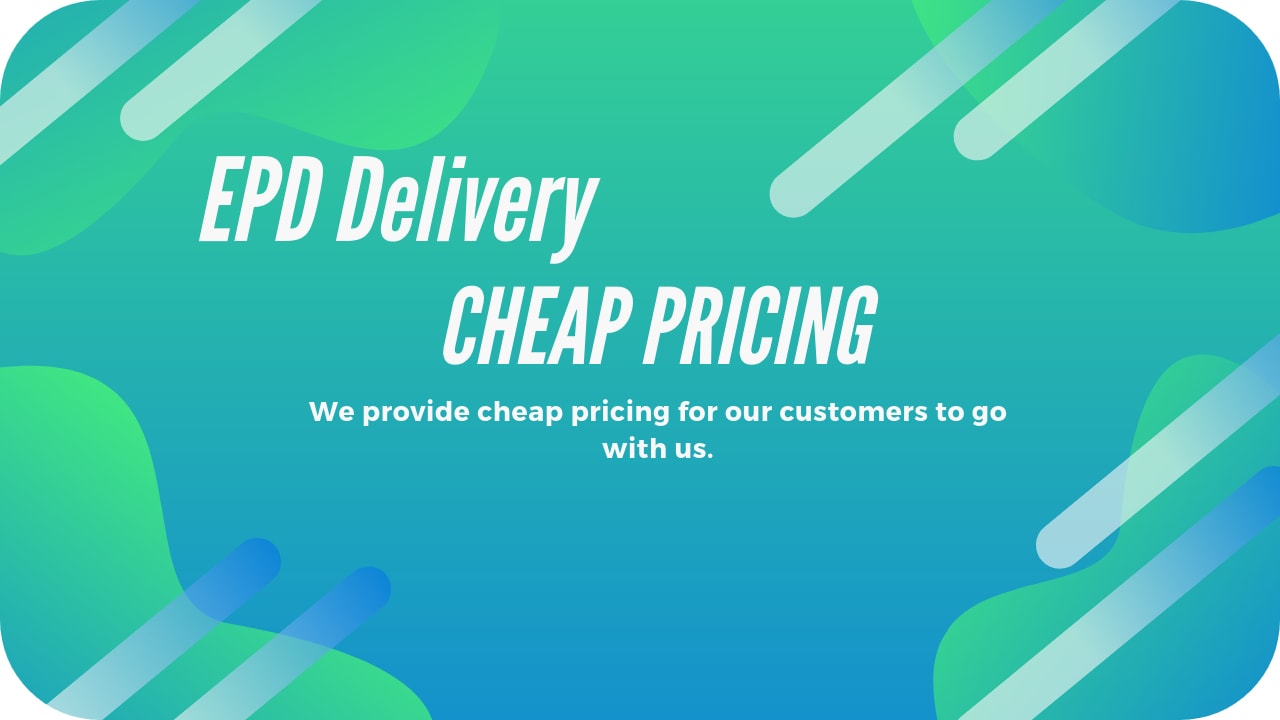 EPD Delivery
CHEAP PRICING
We provide cheap pricing for our customers to go
with us.